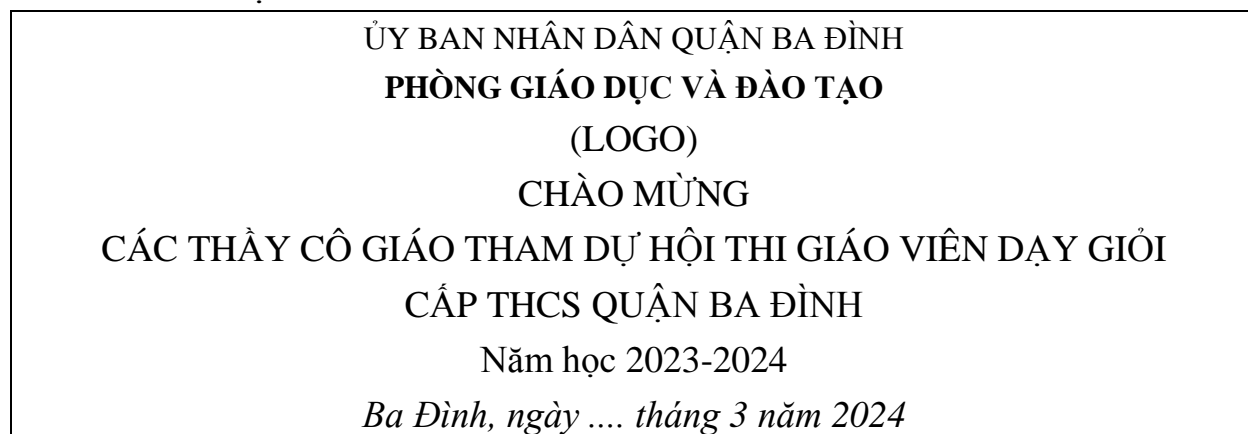 ỦY BAN NHÂN DÂN QUẬN BA ĐÌNH
PHÒNG GIÁO DỤC VÀ ĐÀO TẠO
(LOGO)
CHÀO MỪNG
CÁC THẦY CÔ GIÁO THAM DỰ HỘI THI GIÁO VIÊN DẠY GIỎI
CẤP THCS QUẬN BA ĐÌNH
Năm học 2023-2024
Ba Đình, ngày .... tháng 3 năm 2024